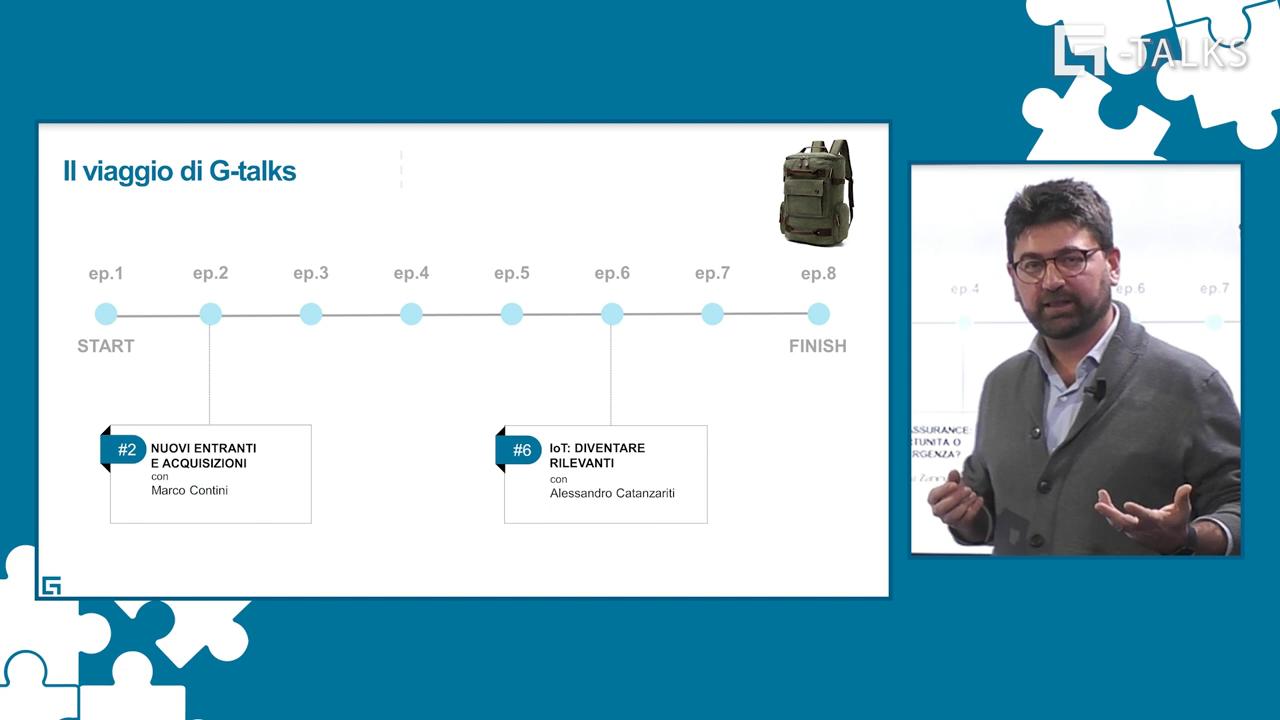 G-TALKS
Il viaggio di G-talks
ep.1 ep.2 ep.3 ep.4 ep.5 ep.6 ep.7 ep.8
START FINISH
#2 NUOVI ENTRANTI
E ACQUISIZIONI
con
Marco Contini
#6 IoT: DIVENTARE
RILEVANTI
con
Alessandro Catanzariti
ep.4 ep.6 ep.7